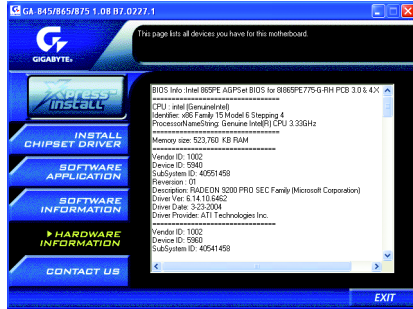 GA-845/865/875 1.08 B7.0227.1
GIGABYTE
This page lists all devices you have for this motherboard.
Xpress
Install
INSTALL
CHIPSET DRIVER
SOFTWARE
APPLICATION
SOFTWARE
INFORMATION
HARDWARE
INFORMATION
CONTACT US
BIOS Info :Intel 865PE AGPSet BIOS for 8I865PE775-G-RH PCB 3.0 & 4.X
================================
CPU : intel (GenuineIntel)
Identifier: x86 Family 15 Model 6 Stepping 4
ProcessorNameString: Genuine Intel(R) CPU 3.33GHz
================================
Memory size: 523,760 KB RAM
================================
Vendor ID: 1002
Device ID: 5940
SubSystem ID: 40551458
Reversion : 01
Description: RADEON 9200 PRO SEC Family (Microsoft Corporation)
Driver Ver: 6.14.10.6462
Driver Date: 3-23-2004
Driver Provider: ATI Technologies Inc.
================================
Vendor ID: 1002
Device ID: 5960
SubSystem ID: 40541458
EXIT